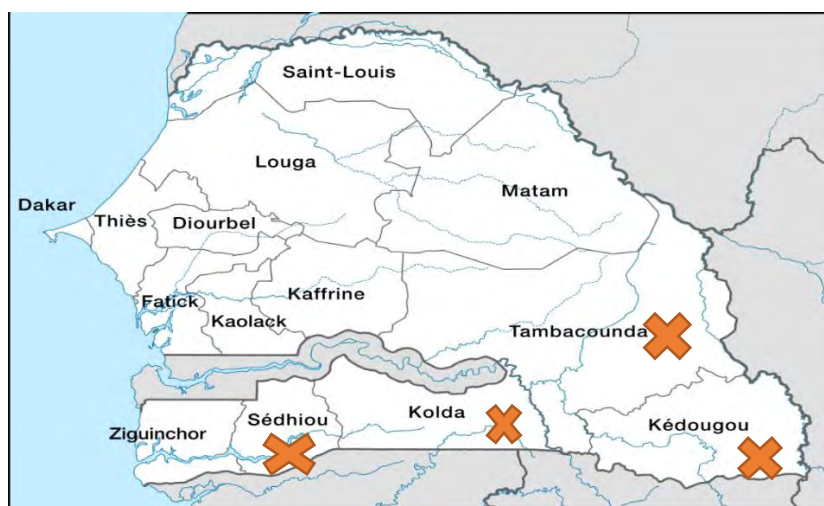 Saint-Louis
Louga
Matam
Dakar
Thiès
Diourbel
Fatick
Kaffrine
Kaolack
Tambacounda
Sédhiou
Kolda
Kédougou
Ziguinchor